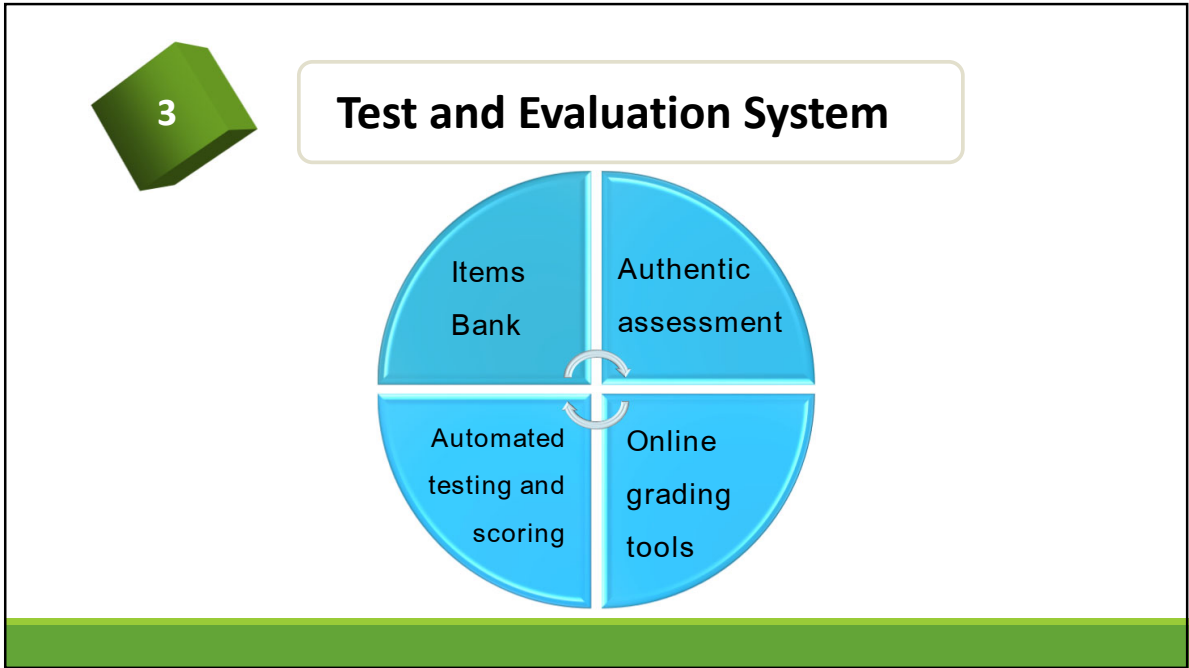 3
Test and Evaluation System
Items
Bank
Authentic
assessment
Automated
testing and
scoring
Online
grading
tools